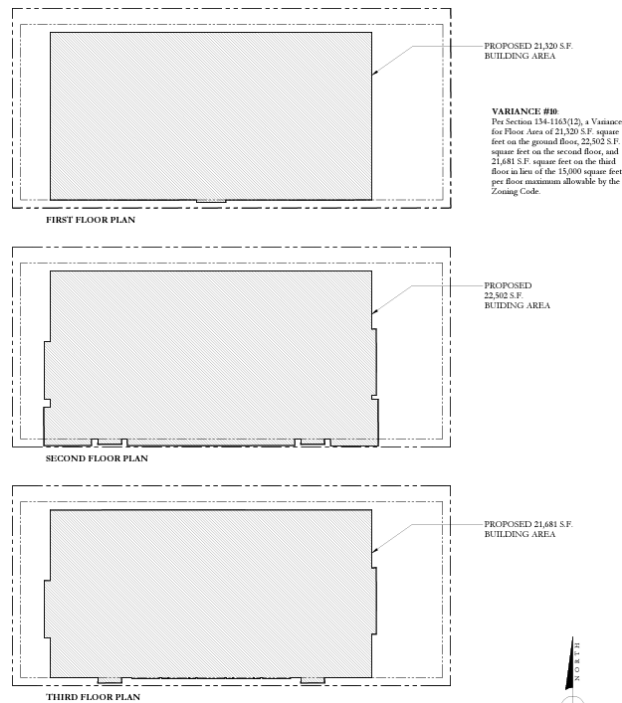 PROPOSED 21,320 S.F.
BUILDING AREA
VARIANCE #10:
Per Section 134-1163(12), a Variance
for Floor Area of 21,320 S.F. square
feet on the ground floor, 22,502 S.F.
square feet on the second floor, and
21,681 S.F. square feet on the third
floor in lieu of the 15,000 square feet
per floor maximum allowable by the
Zoning Code.
FIRST FLOOR PLAN
PROPOSED
22,502 S.F.
BUIDING AREA
SECOND FLOOR PLAN
PROPOSED 21,681 S.F.
BUILDING AREA
NORTH
THIRD FLOOR PLAN